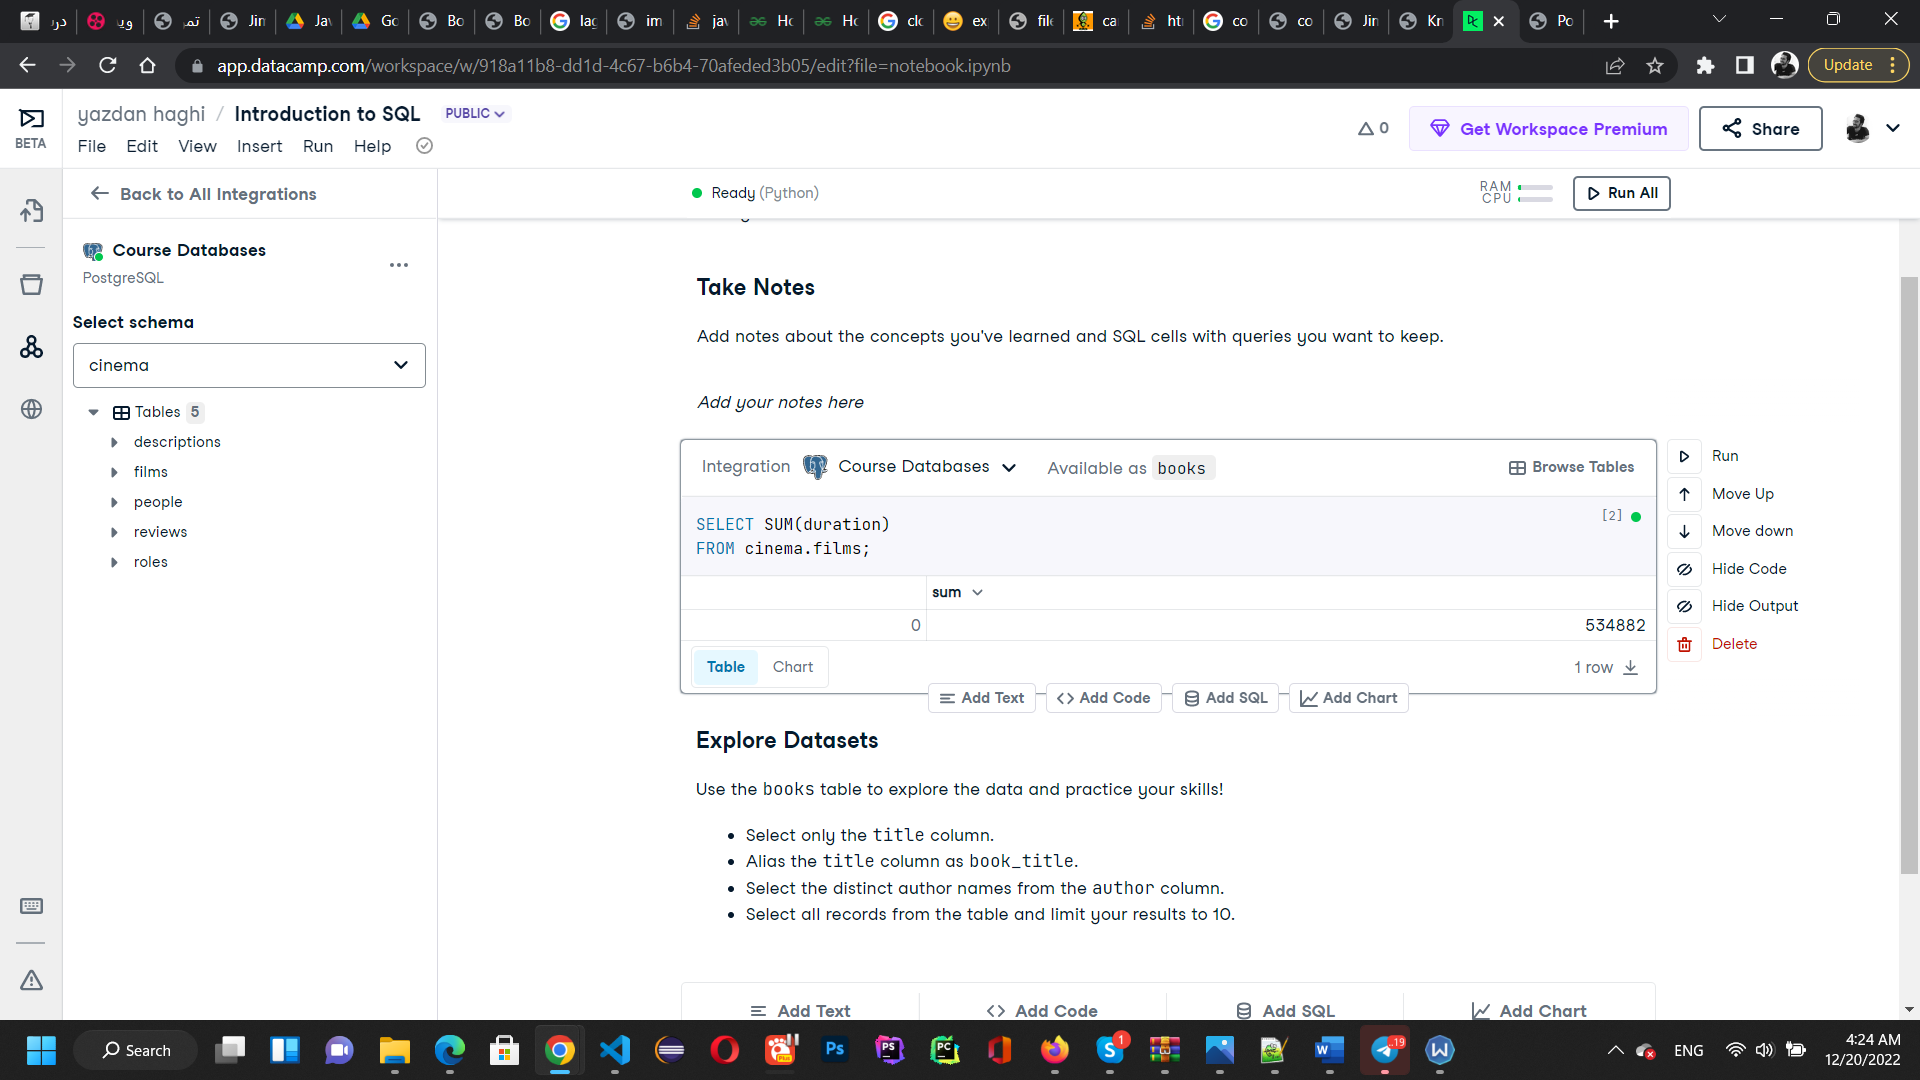 در
وی
تم
Jin
Jav
Go
Bo
Bo
lag
im
jav
Ho
Ho
clo
exp
file
ca
htr
co
co
Jin
Kn
Po
app.datacamp.com/workspace/w/918a11b8-dd1d-4c67-b6b4-70afeded3b05/edit?file=notebook.ipynb
Update
BETA
yazdan haghi / Introduction to SQL
PUBLIC
File Edit View Insert Run Help
0
Get Workspace Premium
Share
Back to All Integrations
Ready (Python)
RAM
CPU
Run All
Course Databases
PostgreSQL
Select schema
cinema
Tables 5
descriptions
films
people
reviews
roles
Take Notes
Add notes about the concepts you've learned and SQL cells with queries you want to keep.
Add your notes here
Integration Course Databases Available as books Browse Tables
SELECT SUM(duration)
FROM cinema.films;
[2]
sum
0 534882
Table Chart 1 row
Run
Move Up
Move down
Hide Code
Hide Output
Delete
Add Text Add Code Add SQL Add Chart
Explore Datasets
Use the books table to explore the data and practice your skills!
• Select only the title column.
• Alias the title column as book_title.
• Select the distinct author names from the author column.
• Select all records from the table and limit your results to 10.
Add Text Add Code Add SQL Add Chart
Search
Ps
PS
PC
S 1
W
..19
W
ENG
4:24 AM
12/20/2022